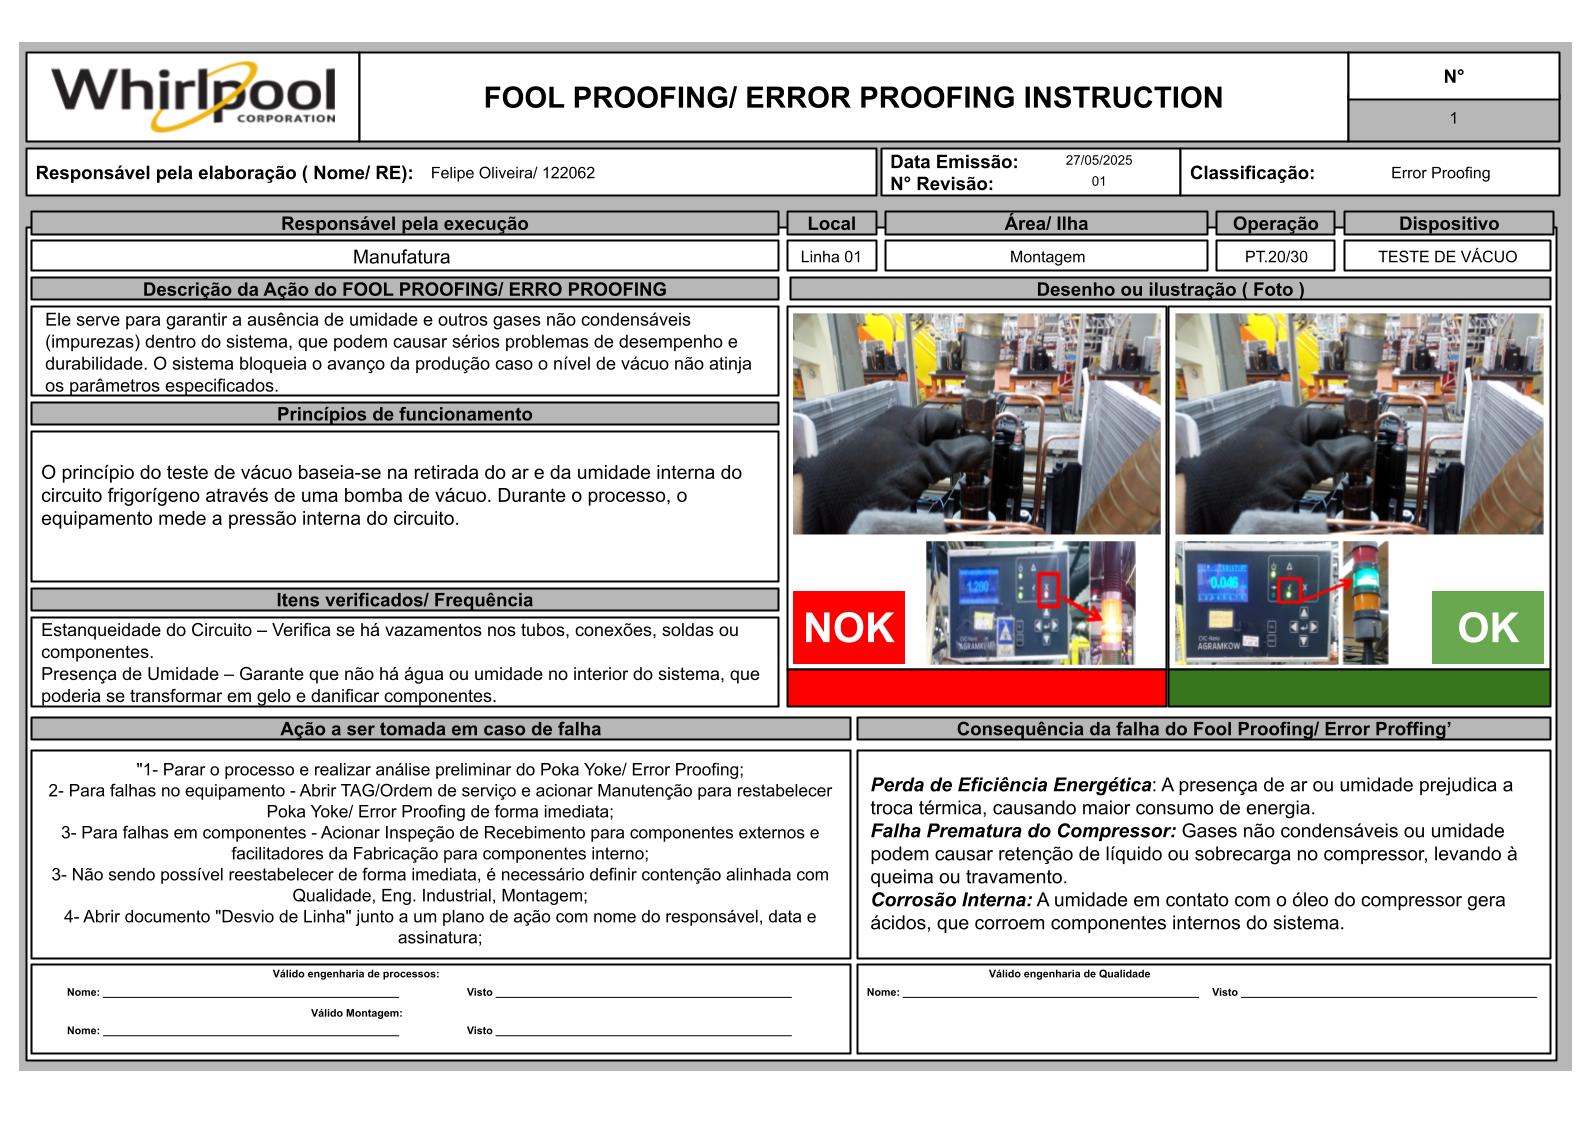 Whirlpool
CORPORATION
FOOL PROOFING/ ERROR PROOFING INSTRUCTION
N°
1
Responsável pela elaboração ( Nome/ RE): Felipe Oliveira/ 122062
Data Emissão: 27/05/2025
N° Revisão: 01
Classificação: Error Proofing
Responsável pela execução
Local
Área/ Ilha
Operação
Dispositivo
Manufatura
Linha 01
Montagem
PT.20/30
TESTE DE VÁCUO
Descrição da Ação do FOOL PROOFING/ ERRO PROOFING
Desenho ou ilustração ( Foto )
Ele serve para garantir a ausência de umidade e outros gases não condensáveis
(impurezas) dentro do sistema, que podem causar sérios problemas de desempenho e
durabilidade. O sistema bloqueia o avanço da produção caso o nível de vácuo não atinja
os parâmetros especificados.
Princípios de funcionamento
O princípio do teste de vácuo baseia-se na retirada do ar e da umidade interna do
circuito frigorígeno através de uma bomba de vácuo. Durante o processo, o
equipamento mede a pressão interna do circuito.
Itens verificados/ Frequência
Estanqueidade do Circuito – Verifica se há vazamentos nos tubos, conexões, soldas ou
componentes.
Presença de Umidade – Garante que não há água ou umidade no interior do sistema, que
poderia se transformar em gelo e danificar componentes.
NOK
1.200
AGRAMKOW
0.046
AGRAMKOW
OK
Ação a ser tomada em caso de falha
"1- Parar o processo e realizar análise preliminar do Poka Yoke/ Error Proofing;
2- Para falhas no equipamento - Abrir TAG/Ordem de serviço e acionar Manutenção para restabelecer
Poka Yoke/ Error Proofing de forma imediata;
3- Para falhas em componentes - Acionar Inspeção de Recebimento para componentes externos e
facilitadores da Fabricação para componentes interno;
3- Não sendo possível reestabelecer de forma imediata, é necessário definir contenção alinhada com
Qualidade, Eng. Industrial, Montagem;
4- Abrir documento "Desvio de Linha" junto a um plano de ação com nome do responsável, data e
assinatura;
Consequência da falha do Fool Proofing/ Error Proffing’
Perda de Eficiência Energética: A presença de ar ou umidade prejudica a
troca térmica, causando maior consumo de energia.
Falha Prematura do Compressor: Gases não condensáveis ou umidade
podem causar retenção de líquido ou sobrecarga no compressor, levando à
queima ou travamento.
Corrosão Interna: A umidade em contato com o óleo do compressor gera
ácidos, que corroem componentes internos do sistema.
Válido engenharia de processos:
Nome: Visto
Válido Montagem:
Nome: Visto
Válido engenharia de Qualidade
Nome: Visto